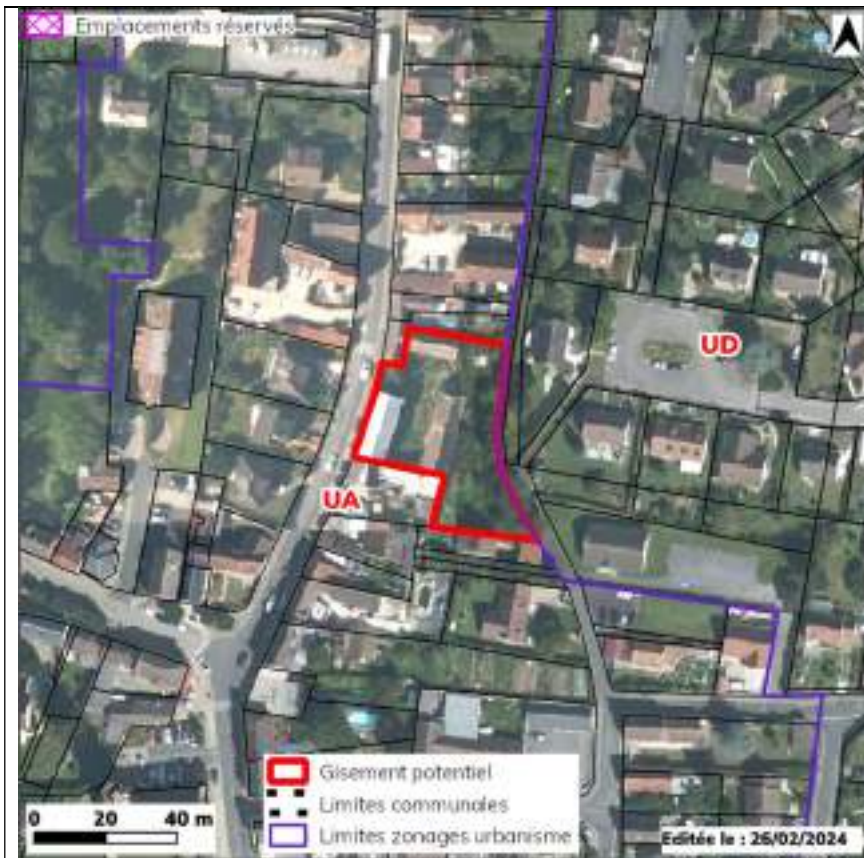 Emplacements réservés
UD
UA
Gisement potentiel
Limites communales
Limites zonages urbanisme
0 20 40 m
Editée le : 26/02/2024